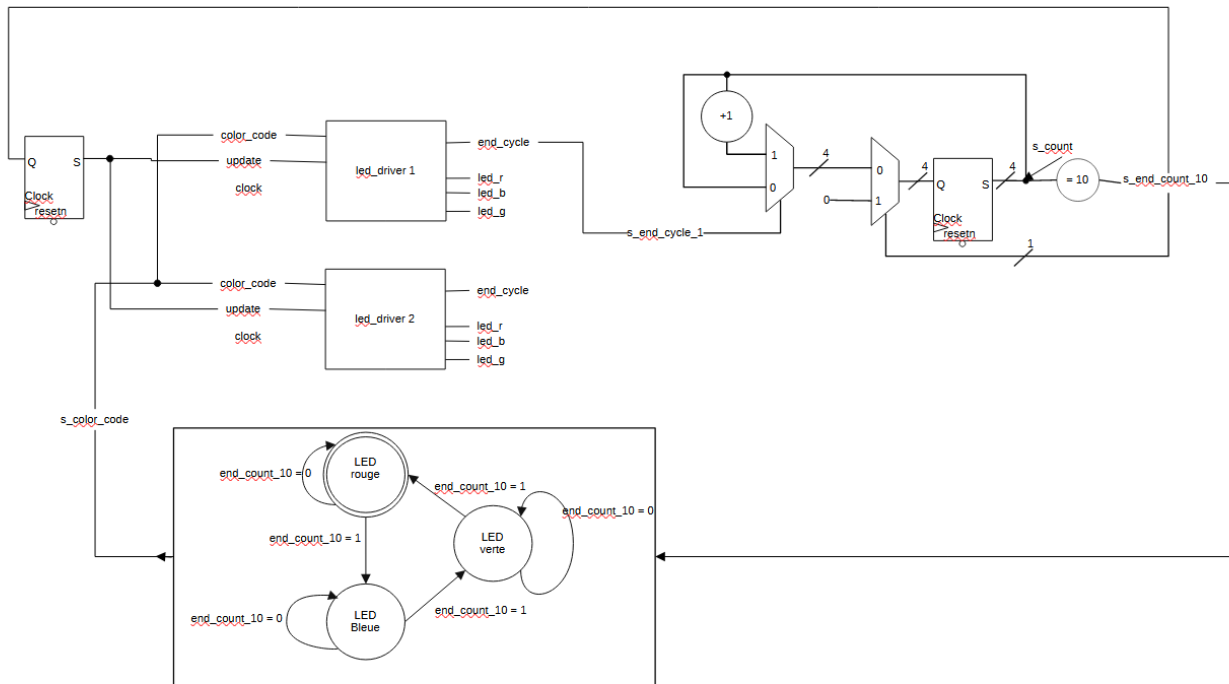 color_code
update
clock
led_driver 1
end_cycle
led_r
led_b
led_g
Q
S
Clock
resetn
+1
1
0
4
0
1
0
4
Q
S
Clock
resetn
4
s_count
= 10
s_end_count_10
1
s_end_cycle_1
color_code
update
clock
led_driver 2
end_cycle
led_r
led_b
led_g
s_color_code
LED
rouge
end_count_10 = 0
end_count_10 = 1
end_count_10 = 0
LED
verte
end_count_10 = 1
LED
Bleue
end_count_10 = 0
end_count_10 = 1